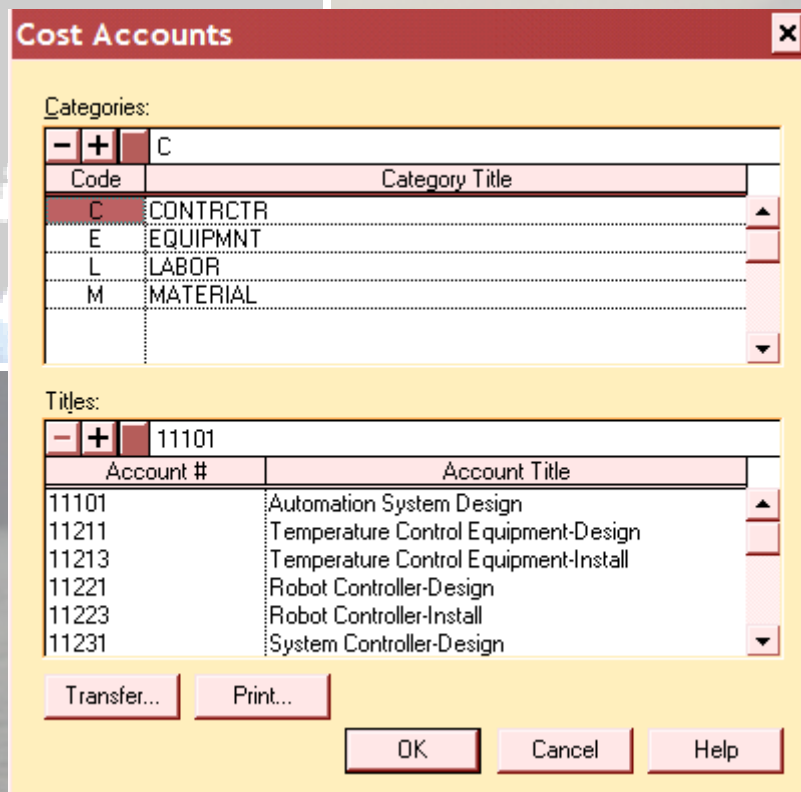 Cost Accounts
Categories:
C
Code Category Title
C CONTRCTR
E EQUIPMNT
L LABOR
M MATERIAL
Titles:
11101
Account # Account Title
11101 Automation System Design
11211 Temperature Control Equipment-Design
11213 Temperature Control Equipment-Install
11221 Robot Controller-Design
11223 Robot Controller-Install
11231 System Controller-Design
Transfer... Print...
OK Cancel Help